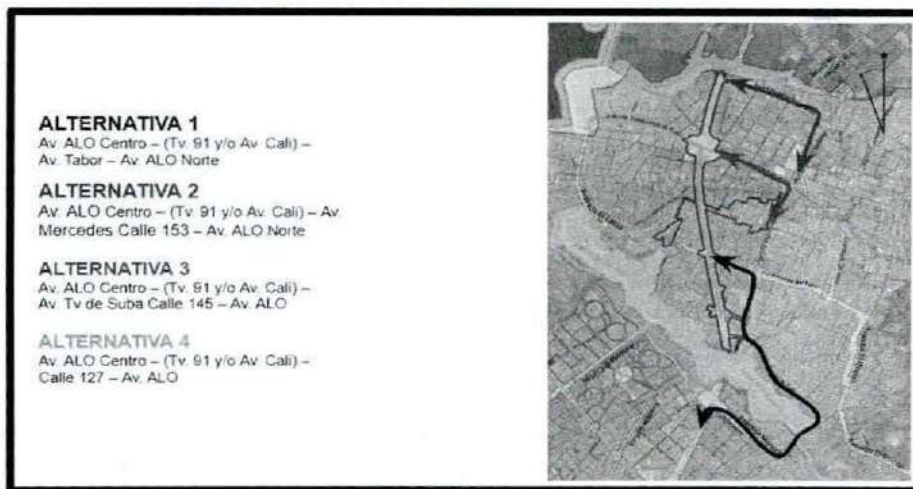 ALTERNATIVA 1
Av. ALO Centro – (Tv. 91 y/o Av. Cali) –
Av. Tabor – Av. ALO Norte
ALTERNATIVA 2
Av. ALO Centro – (Tv. 91 y/o Av. Cali) – Av.
Mercedes Calle 153 – Av. ALO Norte
ALTERNATIVA 3
Av. ALO Centro – (Tv. 91 y/o Av. Cali) –
Av. Tv de Suba Calle 145 – Av. ALO
ALTERNATIVA 4
Av. ALO Centro – (Tv. 91 y/o Av. Cali) –
Calle 127 – Av. ALO